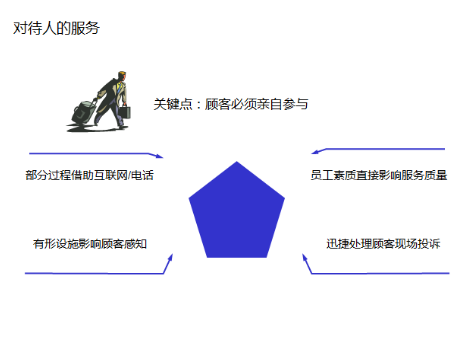 对待人的服务
关键点：顾客必须亲自参与
部分过程借助互联网/电话
员工素质直接影响服务质量
有形设施影响顾客感知
迅捷处理顾客现场投诉